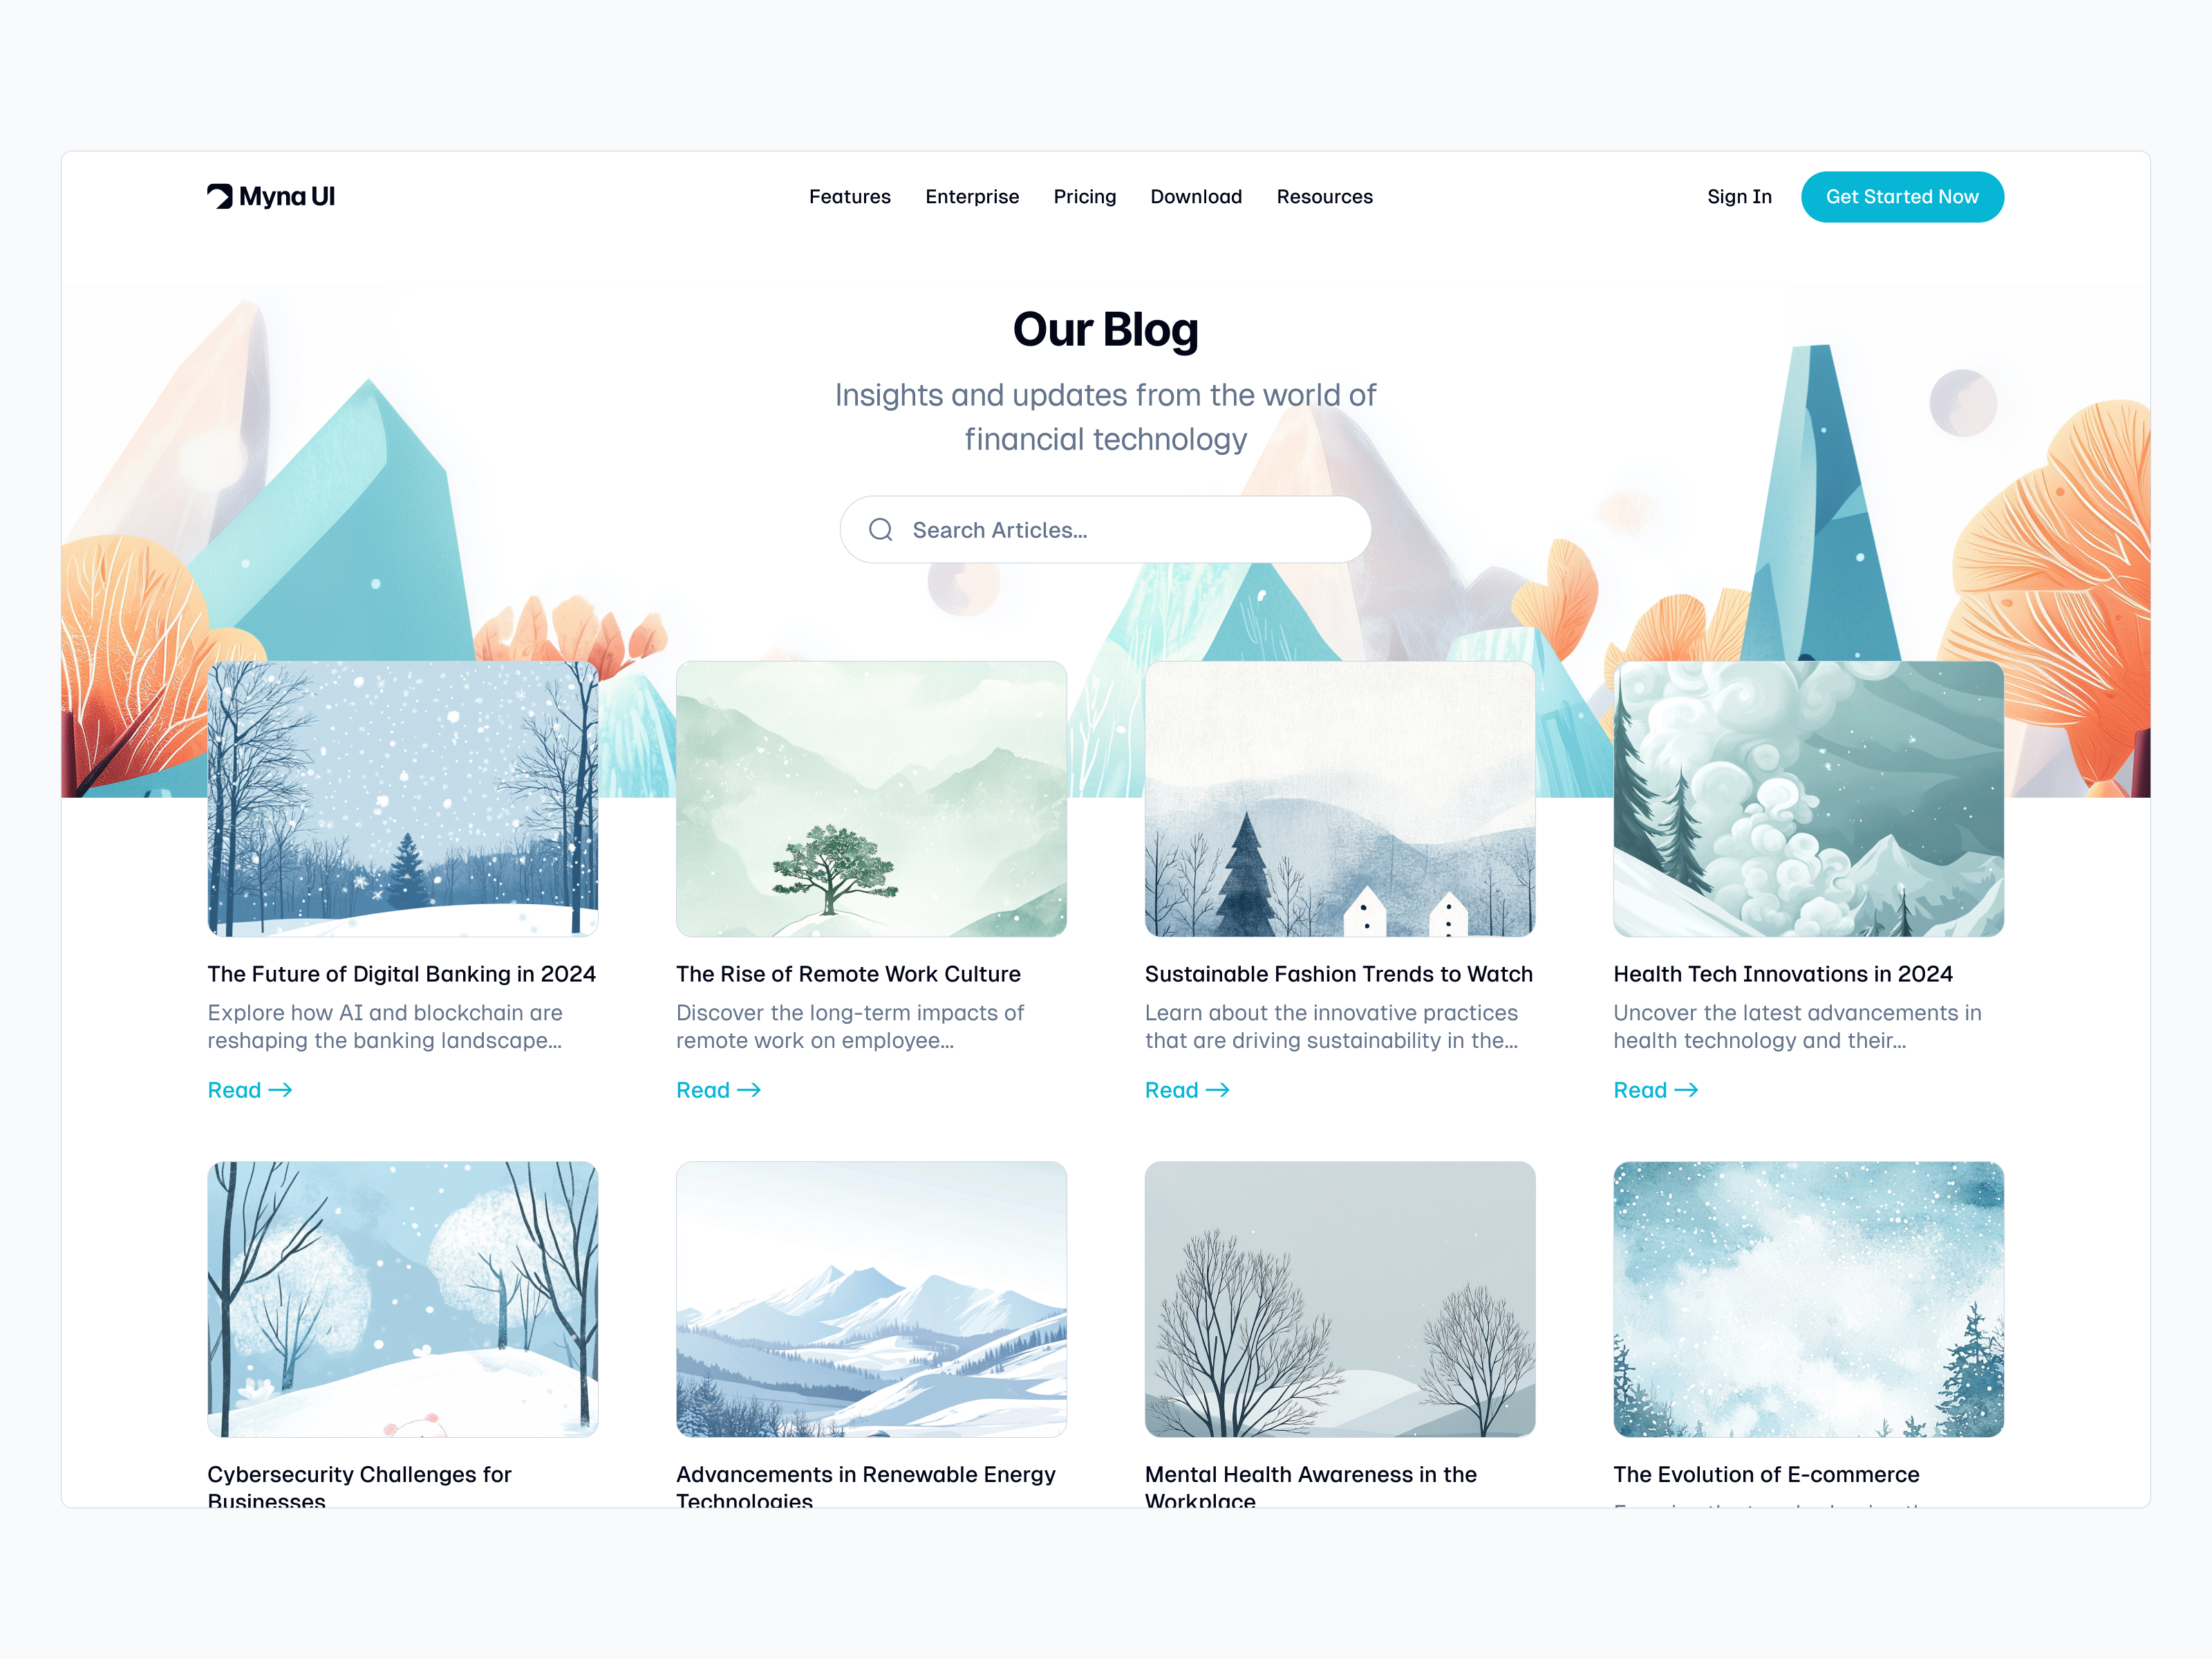 Myna UI
Features
Enterprise
Pricing
Download
Resources
Sign In
Get Started Now
Our Blog
Insights and updates from the world of
financial technology
Search Articles...
The Future of Digital Banking in 2024
Explore how AI and blockchain are
reshaping the banking landscape...
Read
The Rise of Remote Work Culture
Discover the long-term impacts of
remote work on employee...
Read
Sustainable Fashion Trends to Watch
Learn about the innovative practices
that are driving sustainability in the...
Read
Health Tech Innovations in 2024
Uncover the latest advancements in
health technology and their...
Read
Cybersecurity Challenges for
Businesses
Advancements in Renewable Energy
Technologies
Mental Health Awareness in the
Workplace
The Evolution of E-commerce